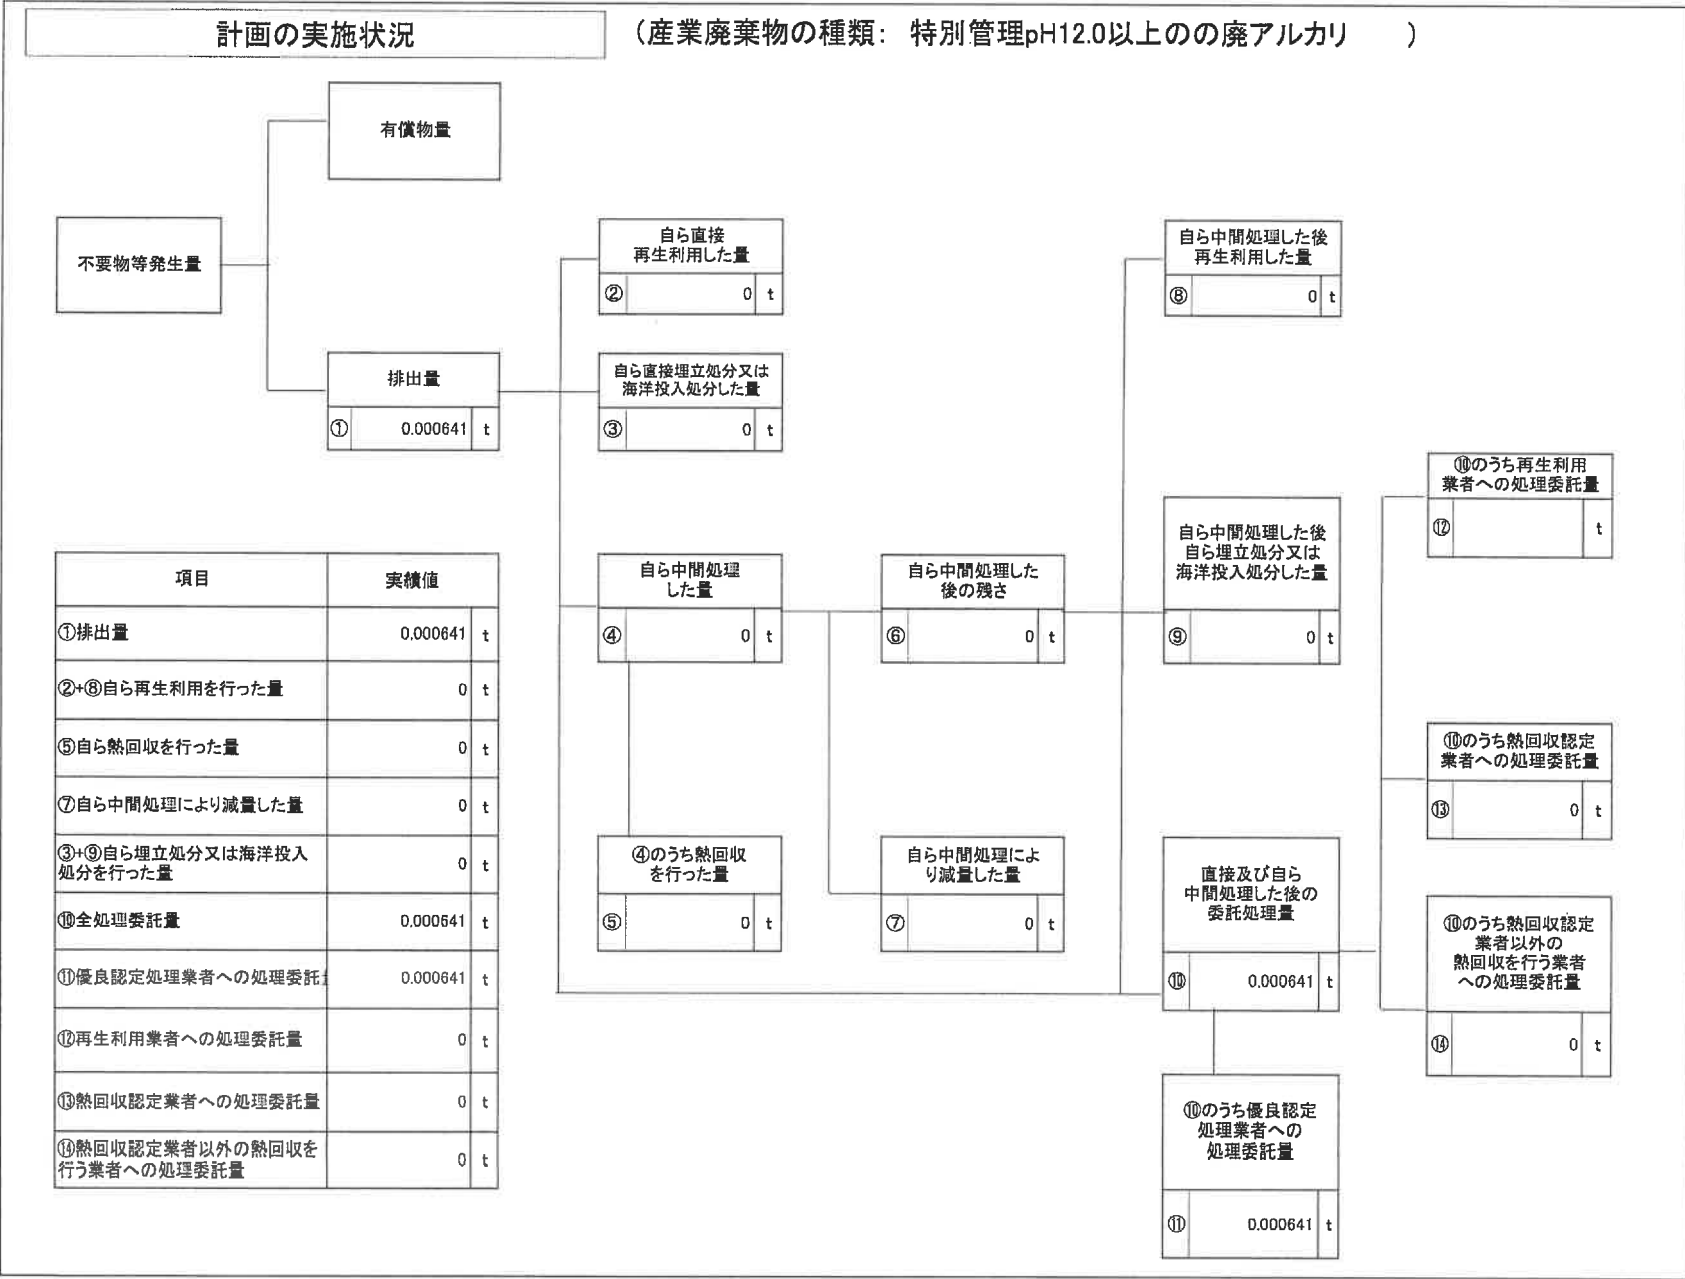 計画の実施状況
（産業廃棄物の種類： 特別管理pH12.0以上のの廃アルカリ ）
有償物量
不要物等発生量
排出量
① 0.000641 t
自ら直接
再生利用した量
② 0 t
自ら直接埋立処分又は
海洋投入処分した量
③ 0 t
自ら中間処理
した量
④ 0 t
④のうち熱回収
を行った量
⑤ 0 t
自ら中間処理した
後の残さ
⑥ 0 t
自ら中間処理によ
り減量した量
⑦ 0 t
自ら中間処理した後
再生利用した量
⑧ 0 t
自ら中間処理した後
自ら埋立処分又は
海洋投入処分した量
⑨ 0 t
直接及び自ら
中間処理した後の
委託処理量
⑩ 0.000641 t
⑩のうち優良認定
処理業者への
処理委託量
⑪ 0.000641 t
⑩のうち再生利用
業者への処理委託量
⑫ t
⑩のうち熱回収認定
業者への処理委託量
⑬ 0 t
⑩のうち熱回収認定
業者以外の
熱回収を行う業者
への処理委託量
⑭ 0 t
項目 実績値
①排出量 0.000641 t
②+⑧自ら再生利用を行った量 0 t
⑤自ら熱回収を行った量 0 t
⑦自ら中間処理により減量した量 0 t
③+⑨自ら埋立処分又は海洋投入
処分を行った量 0 t
⑩全処理委託量 0.000641 t
⑪優良認定処理業者への処理委託 0.000641 t
⑫再生利用業者への処理委託量 0 t
⑬熱回収認定業者への処理委託量 0 t
⑭熱回収認定業者以外の熱回収を
行う業者への処理委託量 0 t